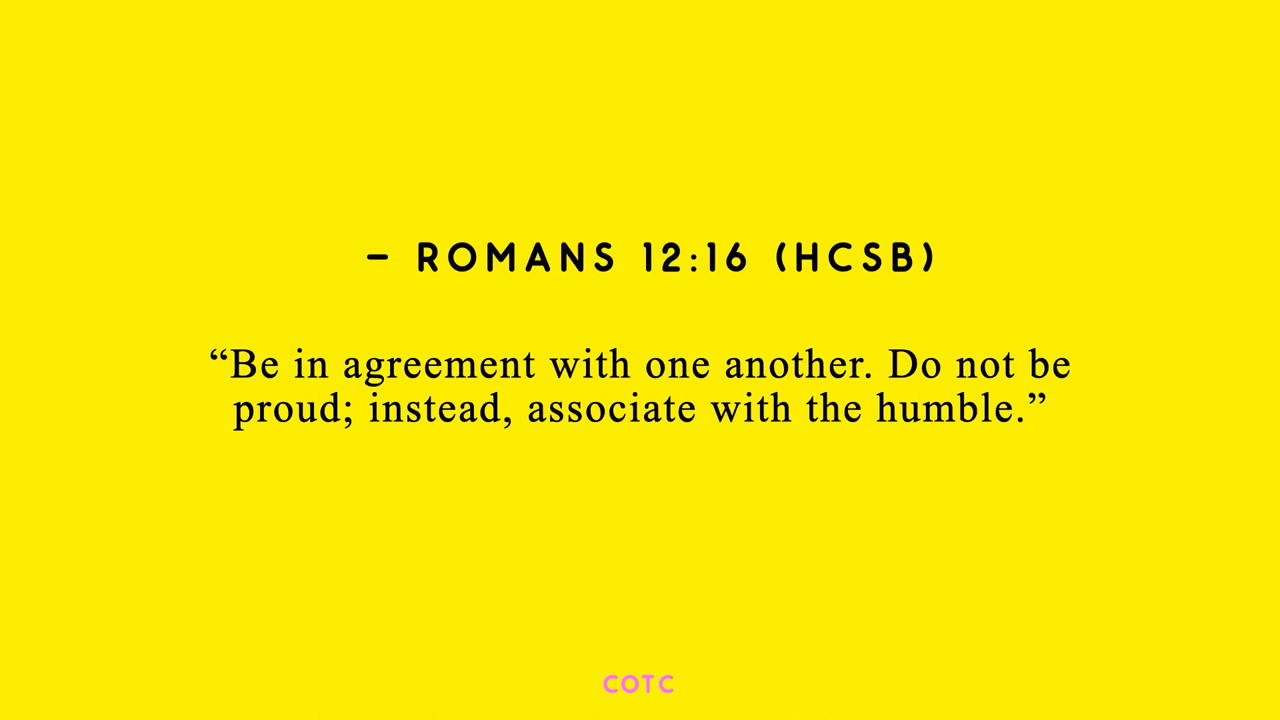 – ROMANS 12:16 (HCSB)
“Be in agreement with one another. Do not be
proud; instead, associate with the humble.”
COTC